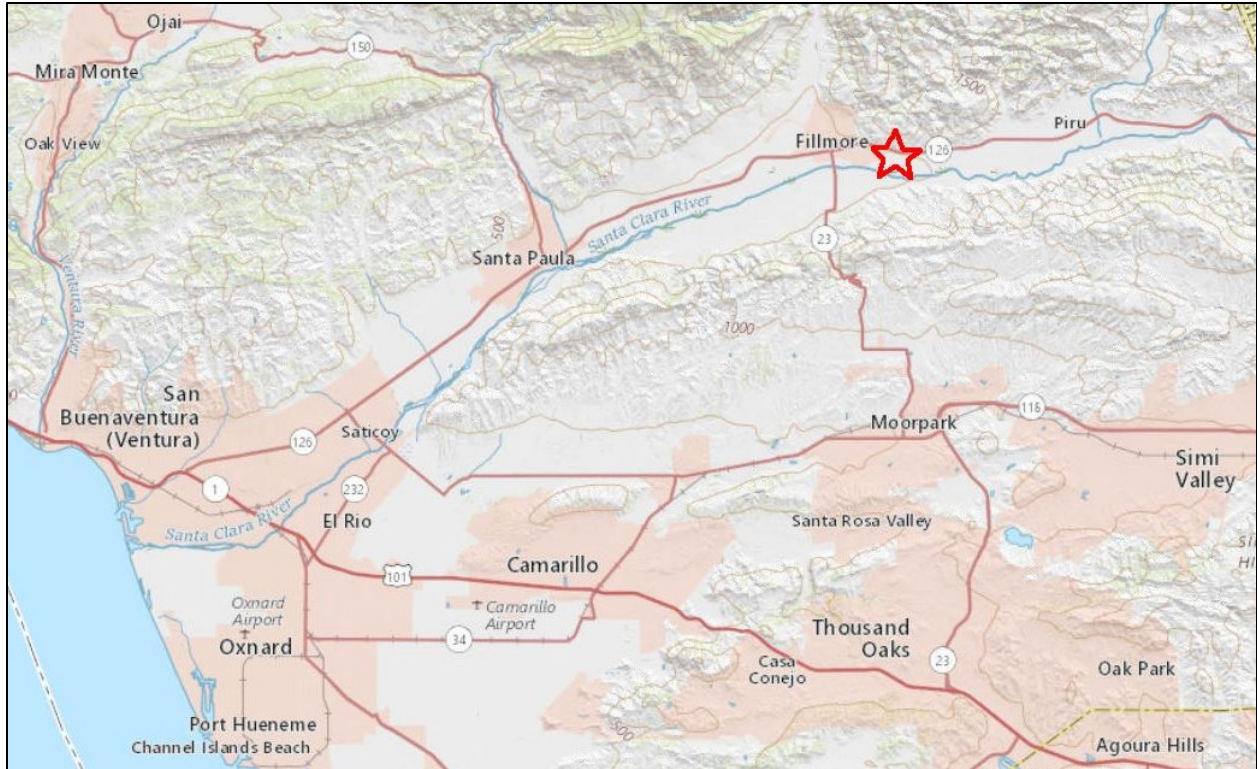 Ojai
150
Mira Monte
1500
Piru
Oak View
Fillmore
126
Santa Clara River
23
500
Santa Paula
Ventura River
1000
San
Buenaventura
(Ventura)
118
Moorpark
Saticoy
126
Simi
Valley
1
232
Santa Clara River
El Rio
Santa Rosa Valley
Camarillo
101
Oxnard
Airport
Camarillo
Airport
Thousand
Oaks
34
Oxnard
23
Casa
Conejo
Oak Park
Port Hueneme
500
Channel Islands Beach
Agoura Hills